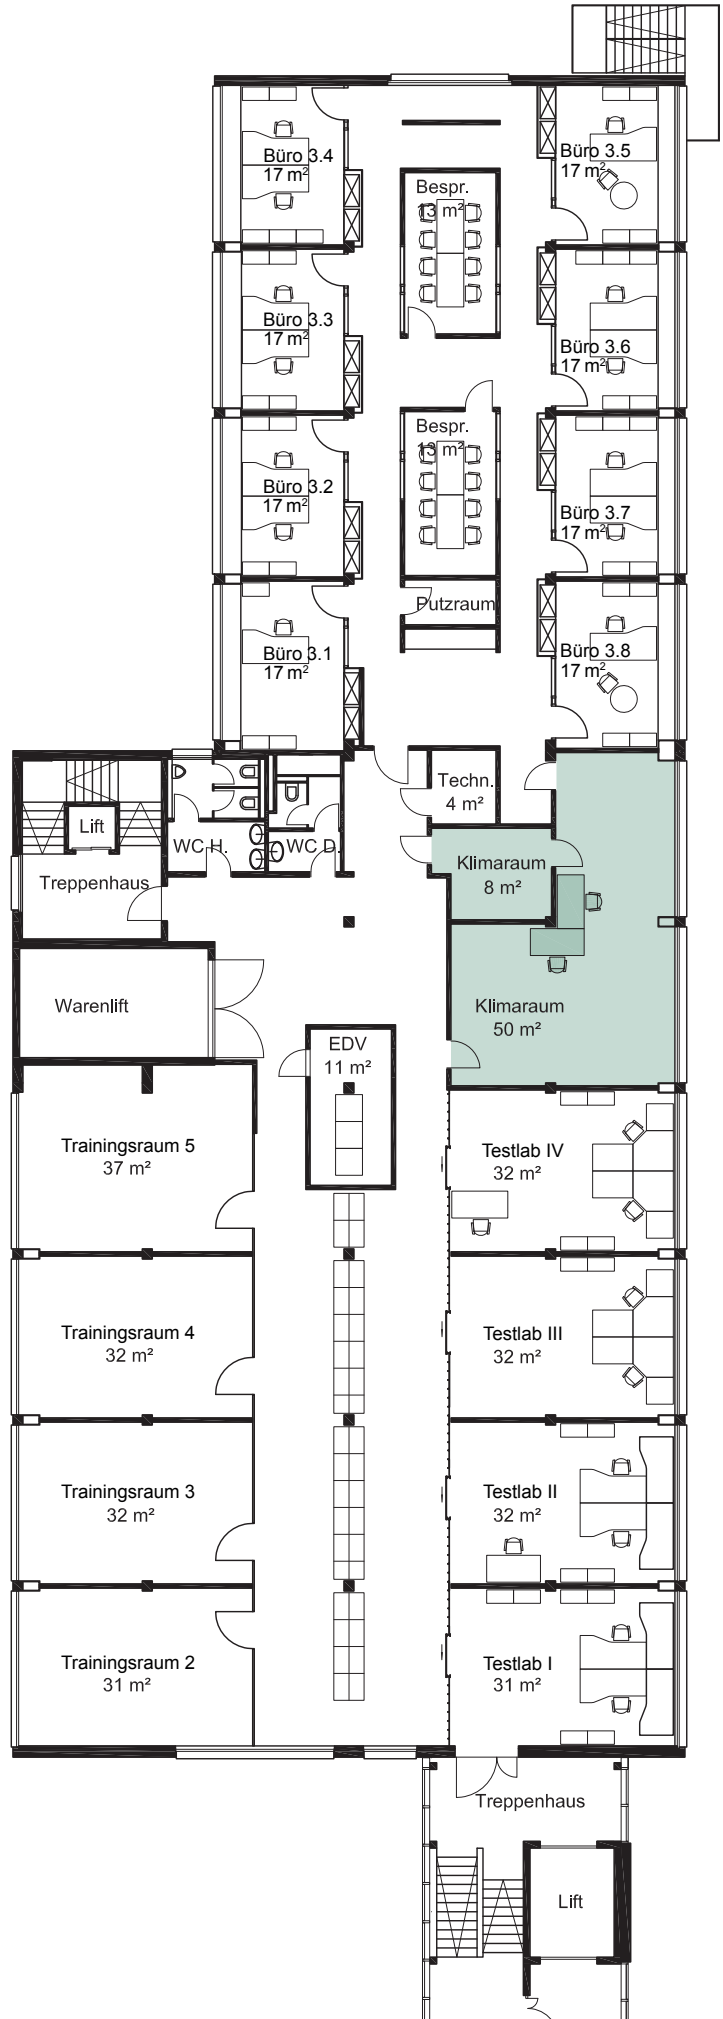 Büro 3.4
17 m²
Büro 3.5
17 m²
Bespr.
13 m²
Büro 3.3
17 m²
Büro 3.6
17 m²
Büro 3.2
17 m²
Bespr.
13 m²
Büro 3.7
17 m²
Putzraum
Büro 3.1
17 m²
Büro 3.8
17 m²
Lift
Treppenhaus
WC H.
WC D.
Techn.
4 m²
Klimaraum
8 m²
Warenlift
EDV
11 m²
Klimaraum
50 m²
Trainingsraum 5
37 m²
Testlab IV
32 m²
Trainingsraum 4
32 m²
Testlab III
32 m²
Trainingsraum 3
32 m²
Testlab II
32 m²
Trainingsraum 2
31 m²
Testlab I
31 m²
Treppenhaus
Lift